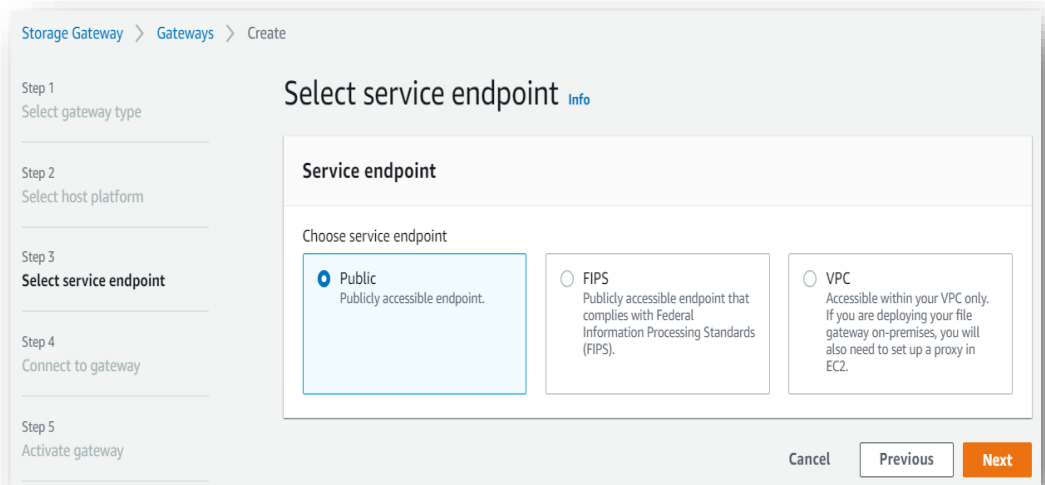 Storage Gateway > Gateways > Create
Step 1
Select gateway type
Step 2
Select host platform
Step 3
Select service endpoint
Step 4
Connect to gateway
Step 5
Activate gateway
Select service endpoint Info
Service endpoint
Choose service endpoint
Public
Publicly accessible endpoint.
FIPS
Publicly accessible endpoint that
complies with Federal
Information Processing Standards
(FIPS).
VPC
Accessible within your VPC only.
If you are deploying your file
gateway on-premises, you will
also need to set up a proxy in
EC2.
Cancel
Previous
Next